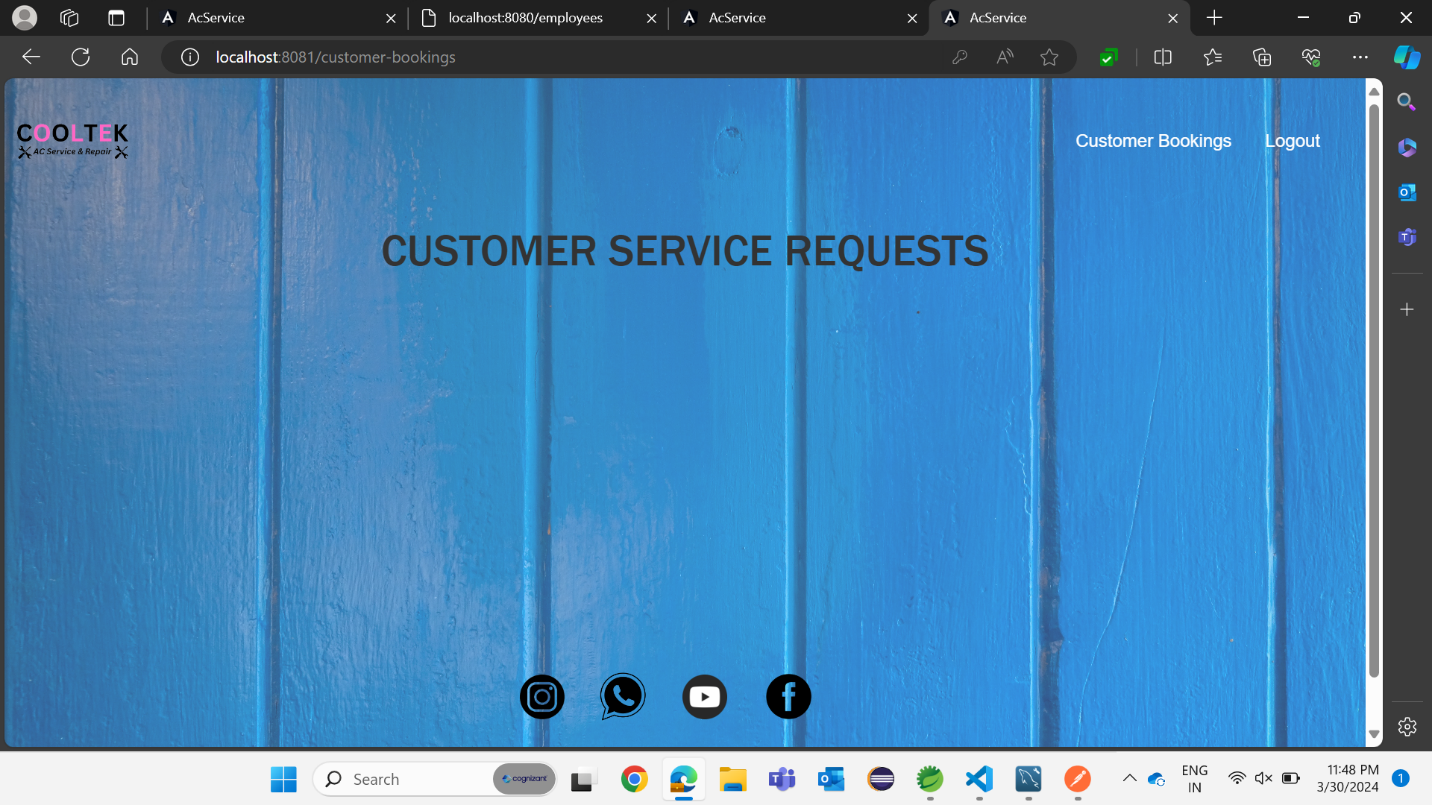 AcService
localhost:8080/employees
AcService
AcService
localhost:8081/customer-bookings
COOLTEK
AC Service & Repair
Customer Bookings
Logout
CUSTOMER SERVICE REQUESTS
Search
cognizant
ENG
IN
11:48 PM
3/30/2024
1